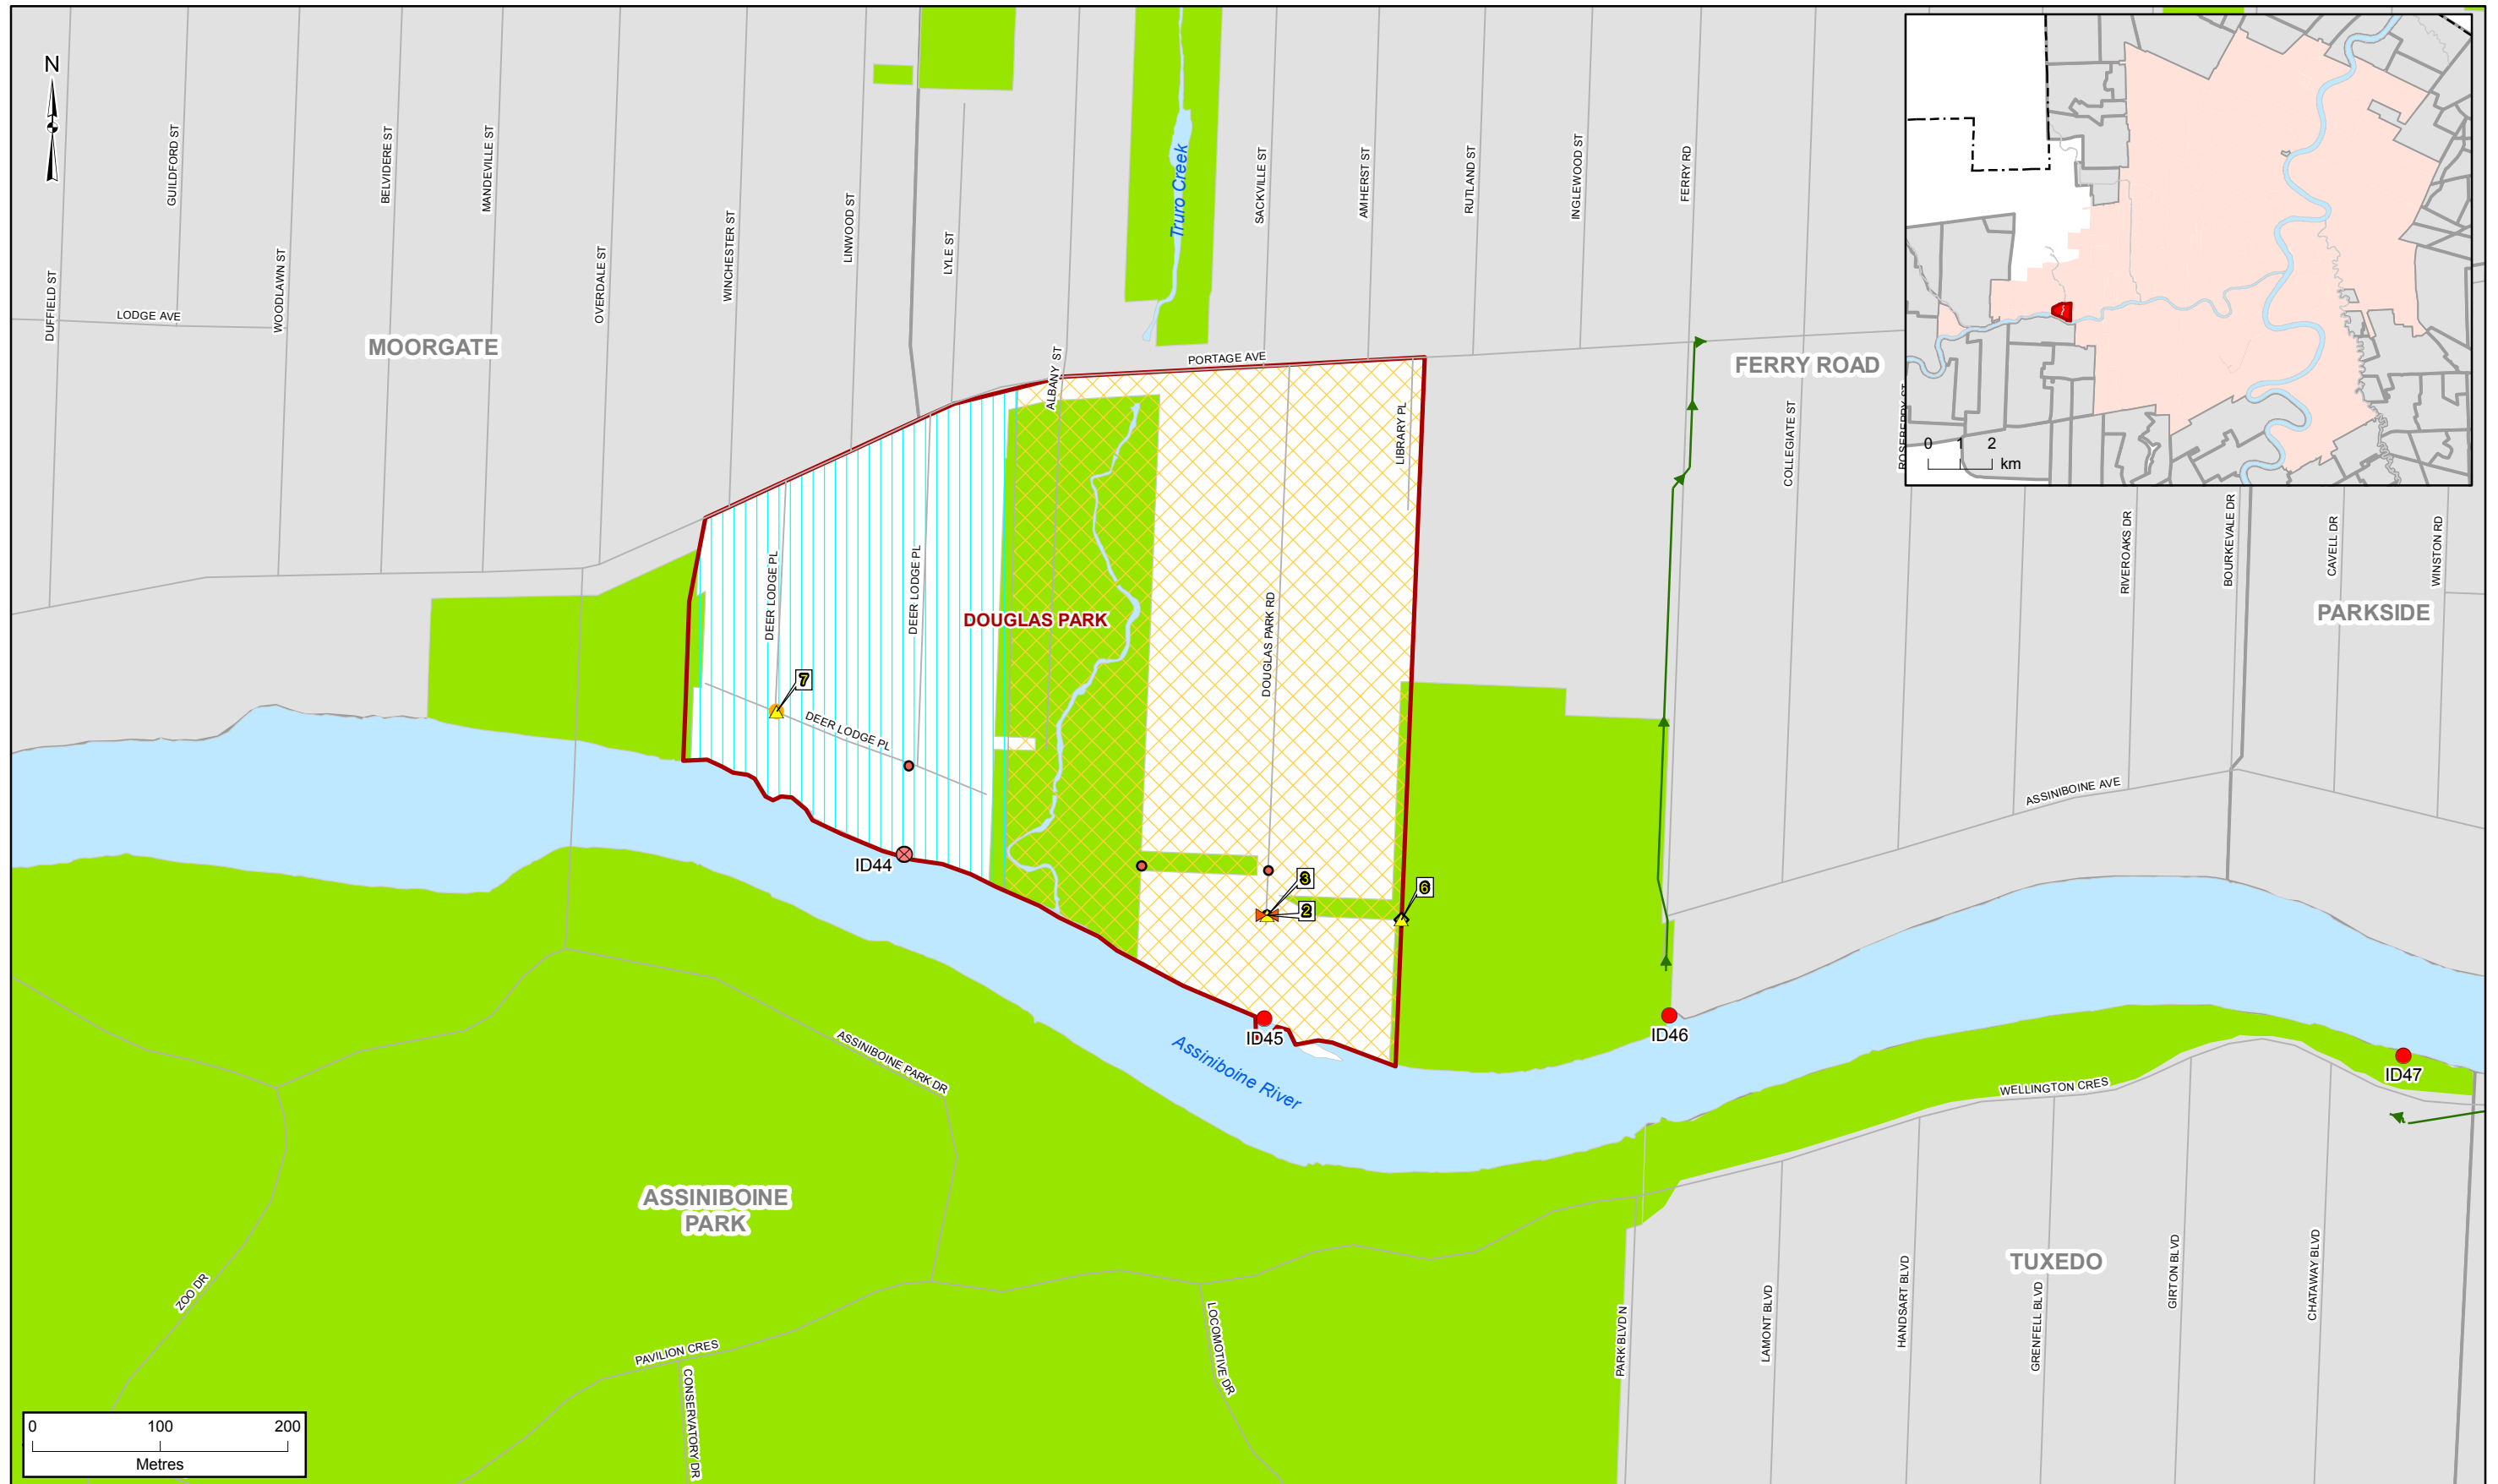 N
GUILDFORD ST
BELVIDERE ST
MANDEVILLE ST
DUFFIELD ST
LODGE AVE
WOODLAWN ST
OVERDALE ST
WINCHESTER ST
LINWOOD ST
LYLE ST
ALBANY ST
Truro Creek
SACKVILLE ST
AMHERST ST
RUTLAND ST
INGLEWOOD ST
FERRY RD
MOORGATE
PORTAGE AVE
FERRY ROAD
COLLEGIATE ST
ROSEBERRY ST
0 1 2
km
LIBRARY PL
DEER LODGE PL
DEER LODGE PL
DOUGLAS PARK
DOUGLAS PARK RD
RIVEROAKS DR
BOURKEVALE DR
CAVELL DR
WINSTON RD
PARKSIDE
7
DEER LODGE PL
ASSINIBOINE AVE
ID44
3
2
6
ID45
ID46
ID47
ASSINIBOINE PARK DR
Assiniboine River
WELLINGTON CRES
ASSINIBOINE
PARK
TUXEDO
ZOO DR
PAVILION CRES
CONSERVATORY DR
LOCOMOTIVE DR
PARK BLVD N
LAMONT BLVD
HANDSART BLVD
GRENFELL BLVD
GIRTON BLVD
CHATAWAY BLVD
0 100 200
Metres